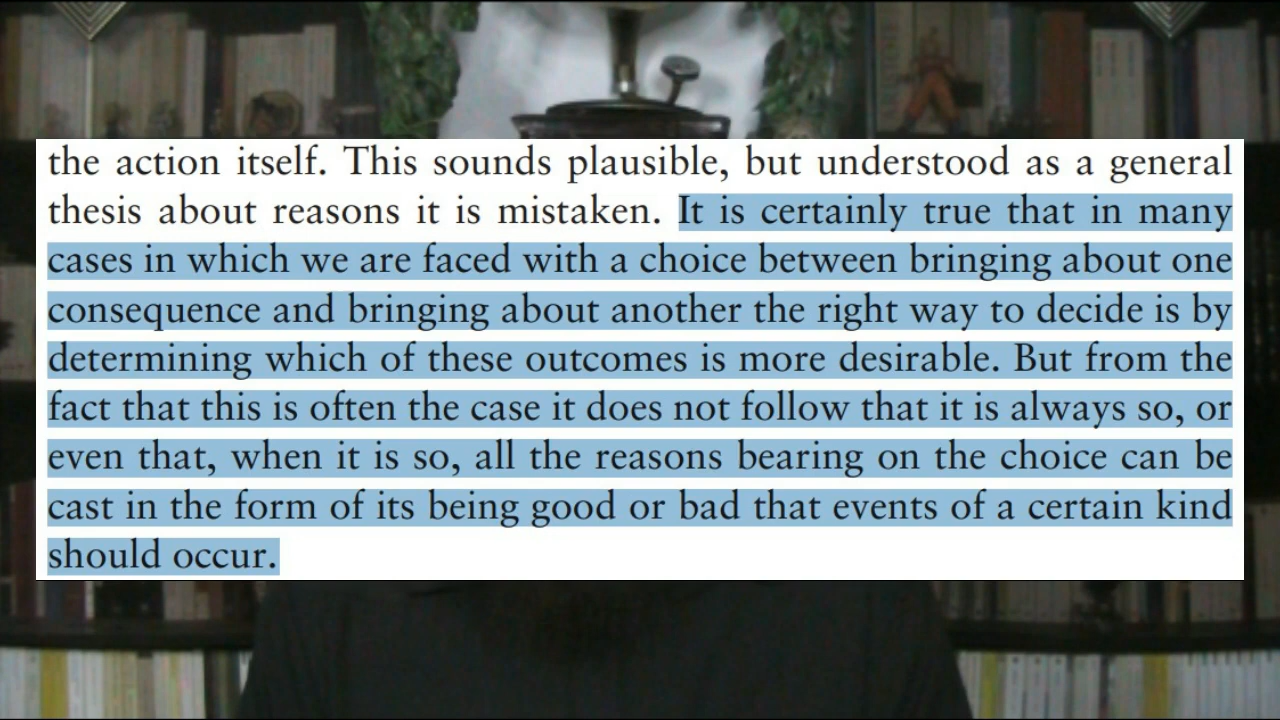 the action itself. This sounds plausible, but understood as a general
thesis about reasons it is mistaken. It is certainly true that in many
cases in which we are faced with a choice between bringing about one
consequence and bringing about another the right way to decide is by
determining which of these outcomes is more desirable. But from the
fact that this is often the case it does not follow that it is always so, or
even that, when it is so, all the reasons bearing on the choice can be
cast in the form of its being good or bad that events of a certain kind
should occur.